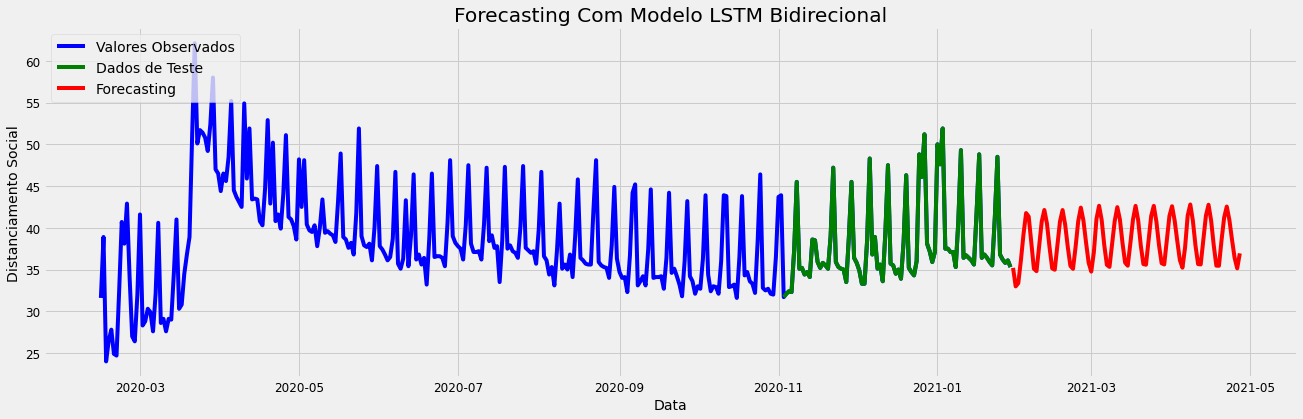 Forecasting Com Modelo LSTM Bidirecional
Valores Observados
Dados de Teste
Forecasting
Distanciamento Social
60
55
50
45
40
35
30
25
2020-03
2020-05
2020-07
2020-09
2020-11
2021-01
2021-03
2021-05
Data